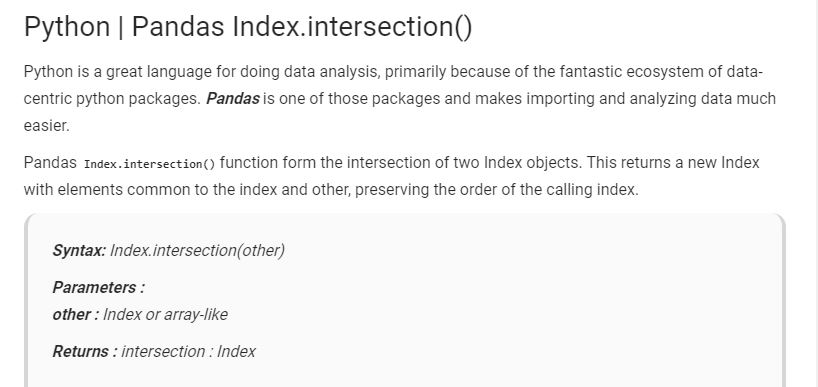 Python | Pandas Index.intersection()
Python is a great language for doing data analysis, primarily because of the fantastic ecosystem of data-
centric python packages. Pandas is one of those packages and makes importing and analyzing data much
easier.
Pandas Index.intersection() function form the intersection of two Index objects. This returns a new Index
with elements common to the index and other, preserving the order of the calling index.
Syntax: Index.intersection(other)
Parameters :
other : Index or array-like
Returns : intersection : Index